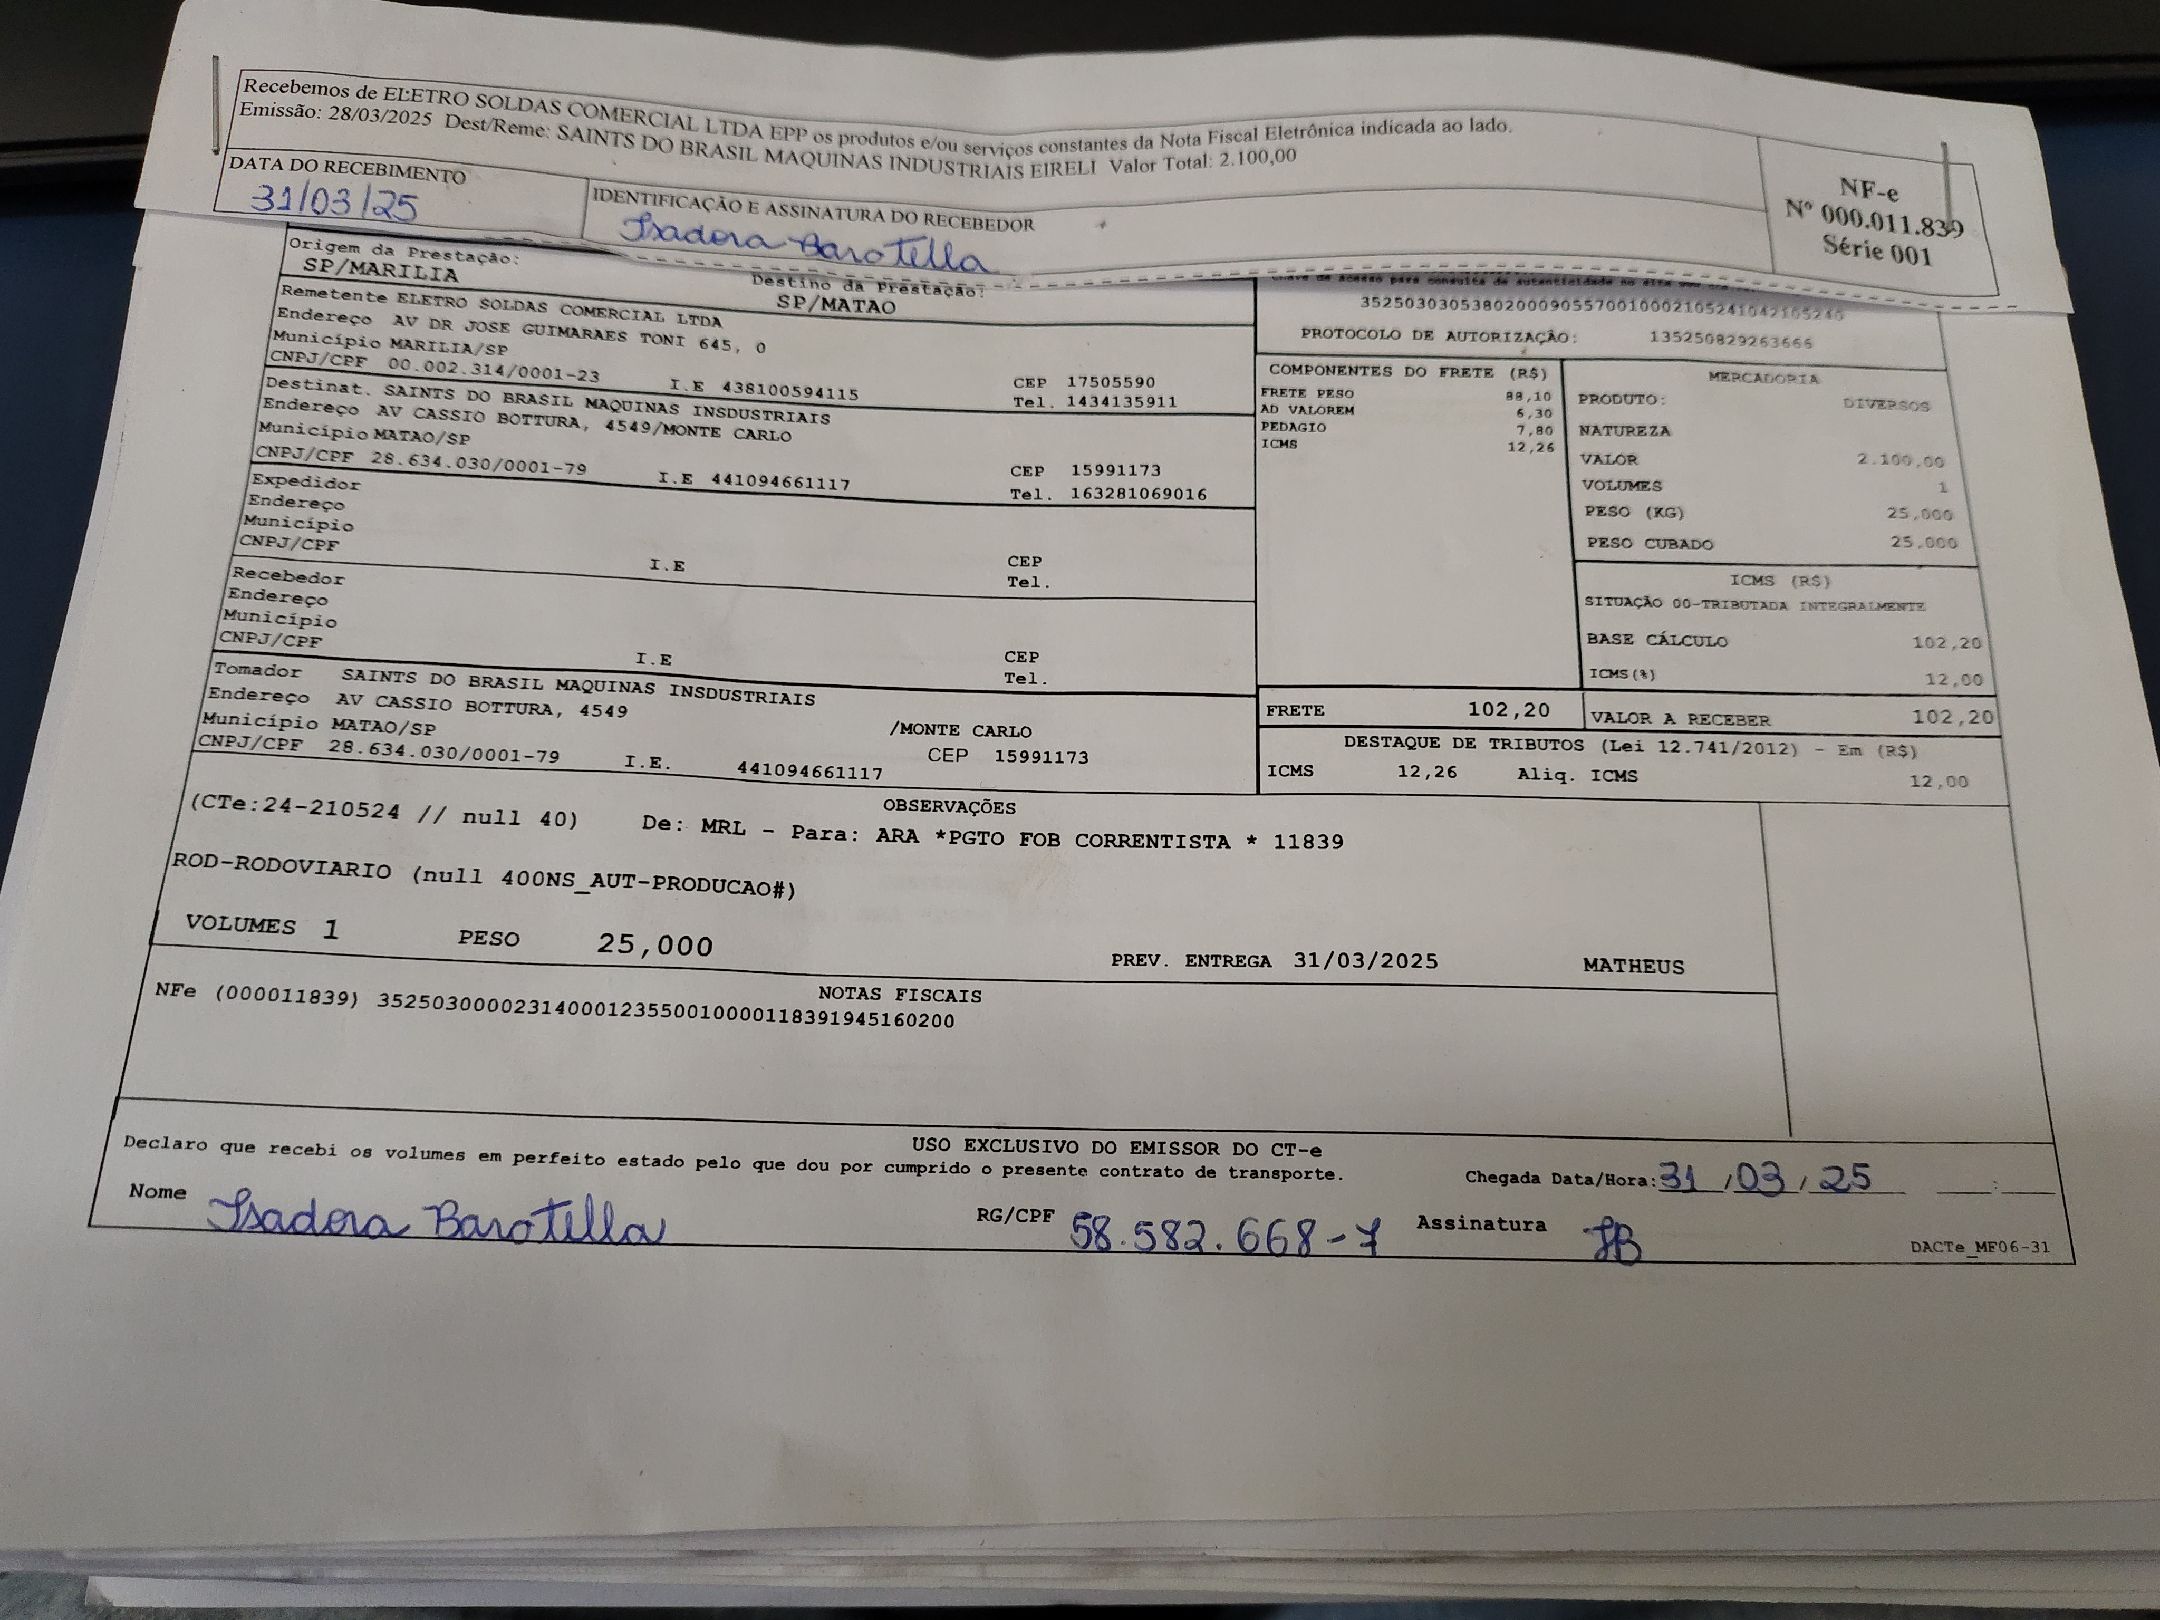 Recebemos de ELETRO SOLDAS COMERCIAL LTDA EPP os produtos e/ou serviços constantes da Nota Fiscal Eletrônica indicada ao lado.
Emissão: 28/03/2025 Dest/Reme: SAINTS DO BRASIL MAQUINAS INDUSTRIAIS EIRELI Valor Total: 2.100,00
DATA DO RECEBIMENTO
31/03/25
IDENTIFICAÇÃO E ASSINATURA DO RECEBEDOR
Isadora Barotella
NF-e
Nº 000.011.839
Série 001
Origem da Prestação:
SP/MARILIA
Destino da Prestação:
SP/MATAO
Remetente ELETRO SOLDAS COMERCIAL LTDA
Endereço AV DR JOSE GUIMARAES TONI 645, 0
Município MARILIA/SP
CNPJ/CPF 00.002.314/0001-23 I.E 438100594115
CEP 17505590
Tel. 1434135911
Destinat. SAINTS DO BRASIL MAQUINAS INSDUSTRIAIS
Endereço AV CASSIO BOTTURA, 4549/MONTE CARLO
Município MATAO/SP
CNPJ/CPF 28.634.030/0001-79 I.E 441094661117
CEP 15991173
Tel. 163281069016
Expedidor
Endereço
Município
CNPJ/CPF
I.E
CEP
Tel.
Recebedor
Endereço
Município
CNPJ/CPF
I.E
CEP
Tel.
Tomador SAINTS DO BRASIL MAQUINAS INSDUSTRIAIS
Endereço AV CASSIO BOTTURA, 4549 /MONTE CARLO
Município MATAO/SP CEP 15991173
CNPJ/CPF 28.634.030/0001-79 I.E. 441094661117
Chave de acesso para consulta de autenticidade no site
PROTOCOLO DE AUTORIZAÇÃO: 135250829263666
COMPONENTES DO FRETE (R$)
FRETE PESO 88,10
AD VALOREM 6,30
PEDAGIO 7,80
ICMS 12,26
MERCADORIA
PRODUTO: DIVERSOS
NATUREZA
VALOR 2.100,00
VOLUMES 1
PESO (KG) 25,000
PESO CUBADO 25,000
ICMS (R$)
SITUAÇÃO 00-TRIBUTADA INTEGRALMENTE
BASE CÁLCULO 102,20
ICMS(%) 12,00
FRETE 102,20
VALOR A RECEBER 102,20
DESTAQUE DE TRIBUTOS (Lei 12.741/2012) - Em (R$)
ICMS 12,26 Aliq. ICMS 12,00
OBSERVAÇÕES
(CTe:24-210524 // null 40) De: MRL - Para: ARA *PGTO FOB CORRENTISTA * 11839
ROD-RODOVIARIO (null 400NS_AUT-PRODUCAO#)
VOLUMES 1 PESO 25,000 PREV. ENTREGA 31/03/2025 MATHEUS
NOTAS FISCAIS
NFe (000011839) 35250300002314000123550010000118391945160200
USO EXCLUSIVO DO EMISSOR DO CT-e
Declaro que recebi os volumes em perfeito estado pelo que dou por cumprido o presente contrato de transporte.
Chegada Data/Hora: 31/03/25 __:__
Nome Isadora Barotella RG/CPF 58.582.668-7 Assinatura IB
DACTe_MF06-31